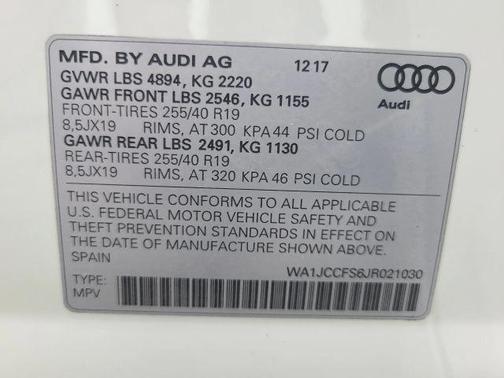 MFD. BY AUDI AG 12 17
GVWR LBS 4894, KG 2220
GAWR FRONT LBS 2546, KG 1155
FRONT-TIRES 255/40 R19
8,5JX19 RIMS, AT 300 KPA 44 PSI COLD
GAWR REAR LBS 2491, KG 1130
REAR-TIRES 255/40 R19
8,5JX19 RIMS, AT 320 KPA 46 PSI COLD
Audi
THIS VEHICLE CONFORMS TO ALL APPLICABLE
U.S. FEDERAL MOTOR VEHICLE SAFETY AND
THEFT PREVENTION STANDARDS IN EFFECT ON
THE DATE OF MANUFACTURE SHOWN ABOVE.
SPAIN
WA1JCCFS6JR021030
TYPE:
MPV